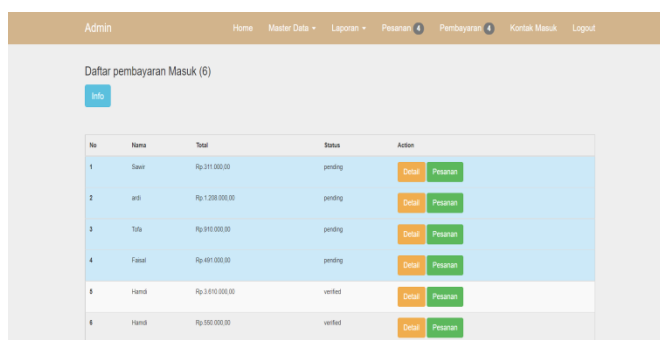 Admin Home Master Data Laporan Pesanan 4 Pembayaran 4 Kontak Masuk Logout
Daftar pembayaran Masuk (6)
Info
No Nama Total Status Action
1 Sawir Rp.311.000,00 pending Detail Pesanan
2 anti Rp.1.208.000,00 pending Detail Pesanan
3 Tofa Rp.910.000,00 pending Detail Pesanan
4 Faisal Rp.491.000,00 pending Detail Pesanan
5 Hamdi Rp.3.610.000,00 verified Detail Pesanan
6 Hamdi Rp.550.000,00 verified Detail Pesanan